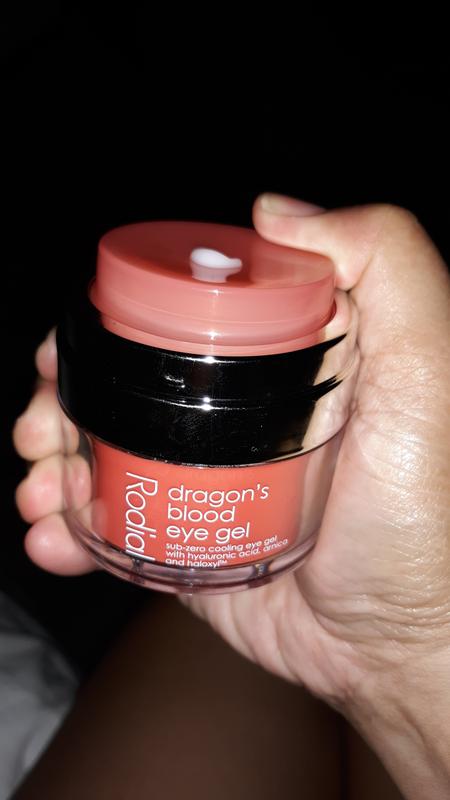 Rodial
dragon's
blood
eye gel
sub-zero cooling eye gel
with hyaluronic acid, arnica
and haloxyl™